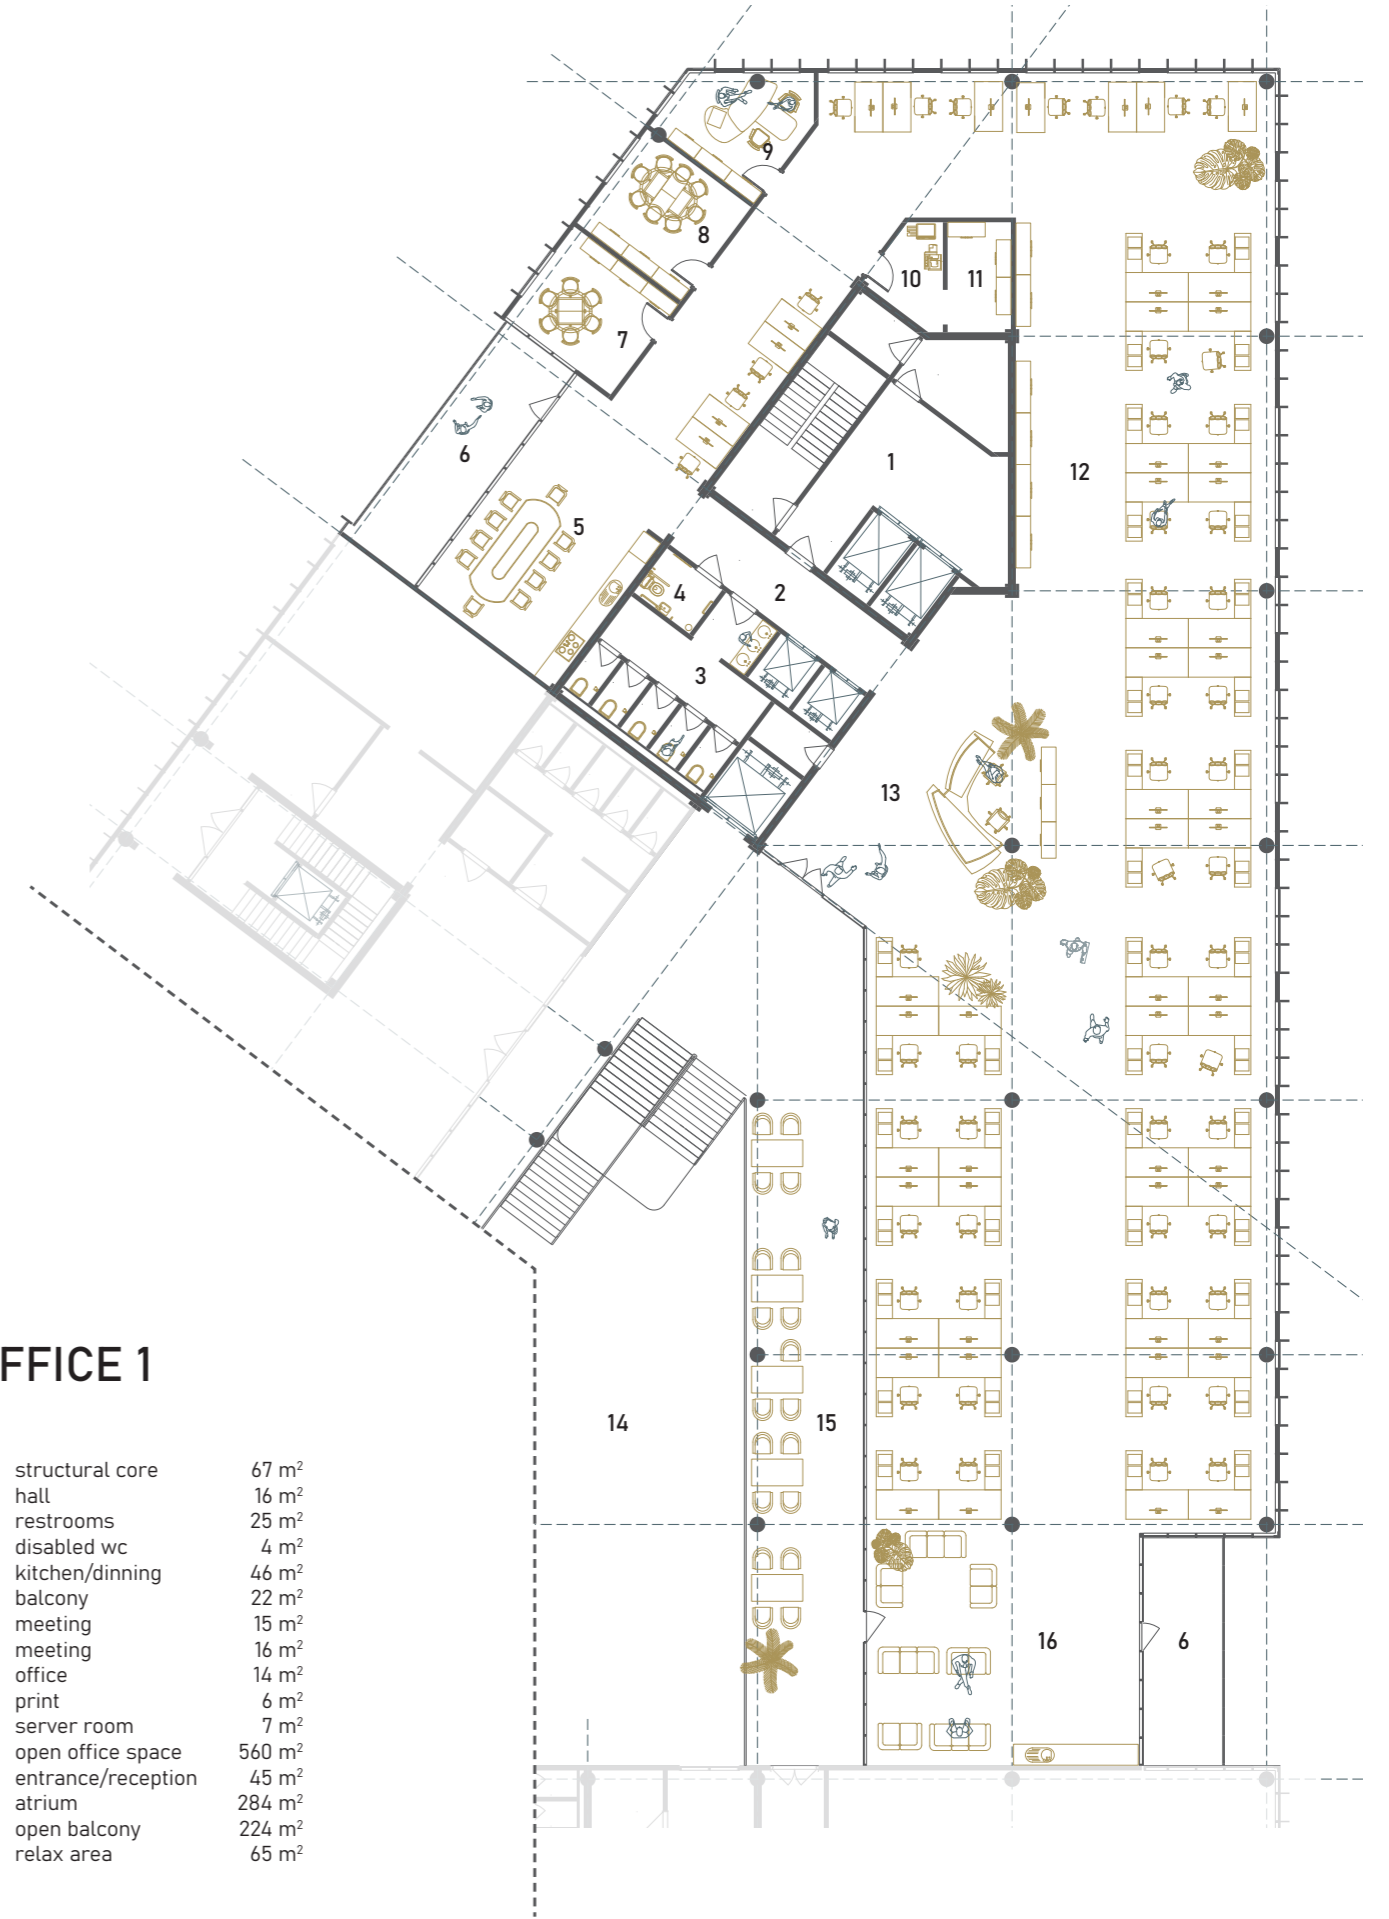 9
8
10
11
7
6
1
12
5
4
2
3
13
FFICE 1
14
15
16
6
structural core 67 m²
hall 16 m²
restrooms 25 m²
disabled wc 4 m²
kitchen/dinning 46 m²
balcony 22 m²
meeting 15 m²
meeting 16 m²
office 14 m²
print 6 m²
server room 7 m²
open office space 560 m²
entrance/reception 45 m²
atrium 284 m²
open balcony 224 m²
relax area 65 m²